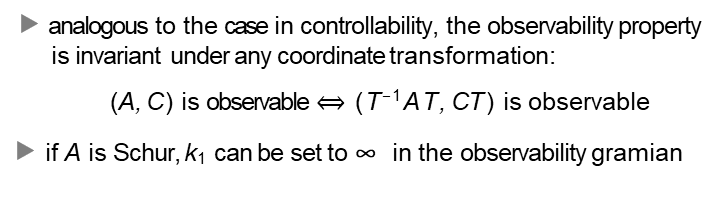 ▶ analogous to the case in controllability, the observability property
is invariant under any coordinate transformation:
(A, C) is observable ⟺ (T⁻¹AT, CT) is observable
▶ if A is Schur, k₁ can be set to ∞ in the observability gramian